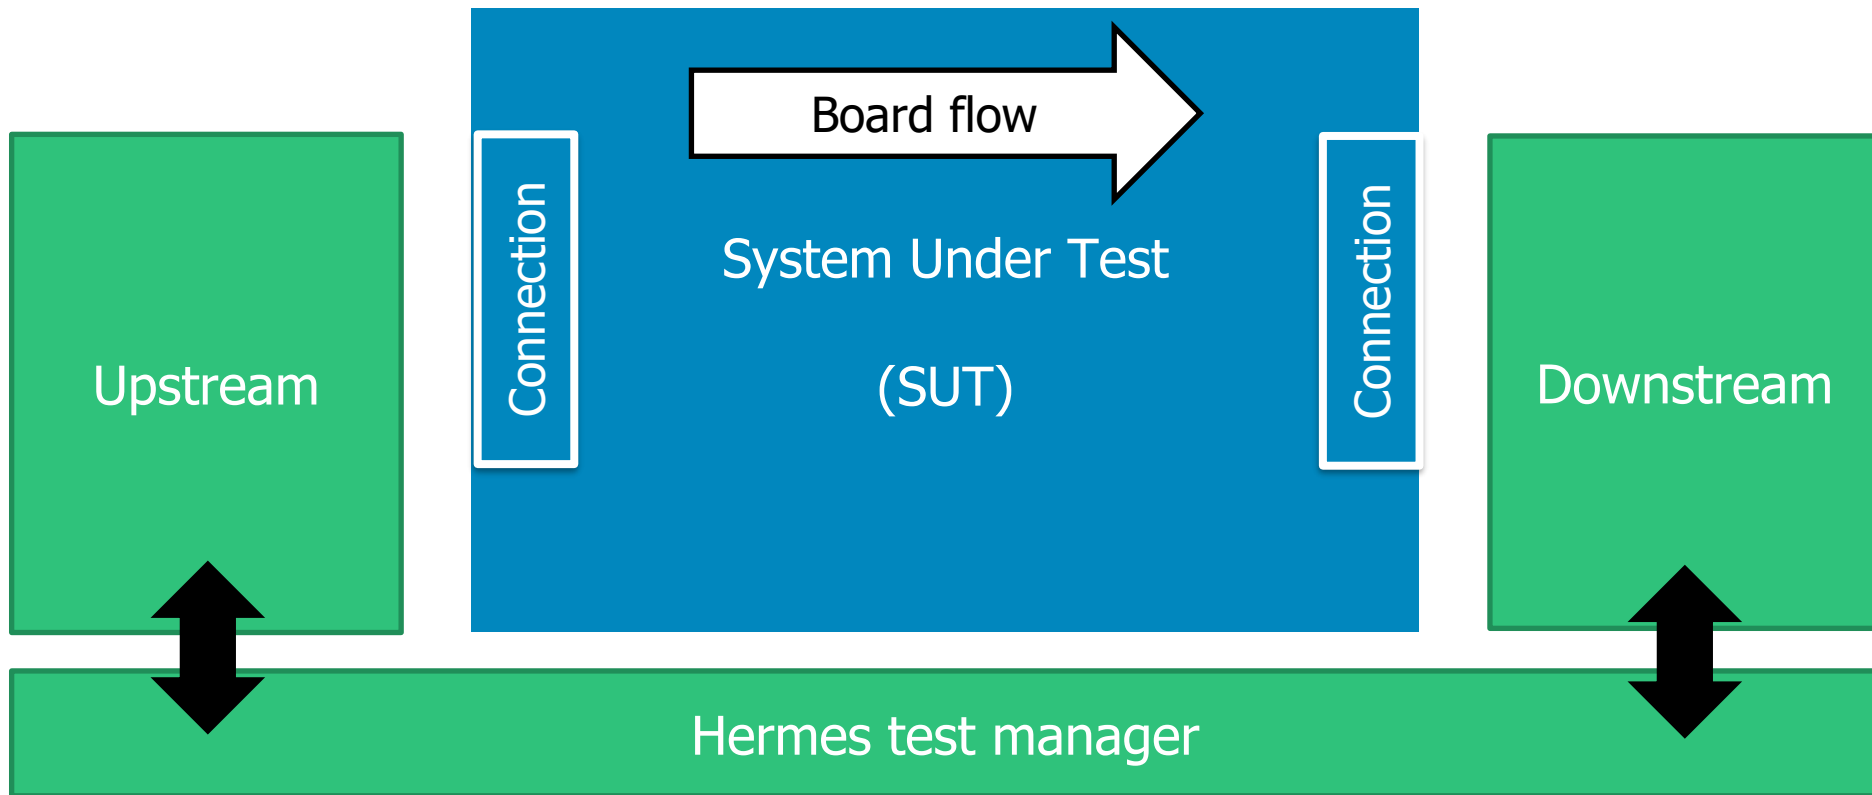 Board flow
Upstream
Connection
System Under Test
(SUT)
Connection
Downstream
Hermes test manager